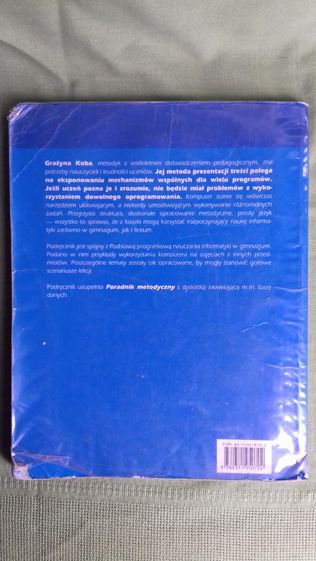 Grażyna Koba, metodyk z wieloletnim doświadczeniem pedagogicznym, zna
potrzeby nauczycieli i trudności uczniów. Jej metoda prezentacji treści polega
na eksponowaniu mechanizmów wspólnych dla wielu programów.
Jeśli uczeń pozna je i zrozumie, nie będzie miał problemów z wyko-
rzystaniem dowolnego oprogramowania. Komputer stanie się wówczas
narzędziem ułatwiającym, a niekiedy umożliwiającym wykonywanie różnorodnych
zadań. Przejrzysta struktura, doskonałe opracowanie metodyczne, prosty język
— wszystko to sprawia, że z książki mogą korzystać rozpoczynający naukę informa-
tyki zarówno w gimnazjum, jak i liceum.
Podręcznik jest spójny z Podstawą programową nauczania informatyki w gimnazjum.
Podano w nim przykłady wykorzystania komputera na zajęciach z innych przed-
miotów. Poszczególne tematy zostały tak opracowane, by mogły stanowić gotowe
scenariusze lekcji.
Podręcznik uzupełnia Poradnik metodyczny z dyskietką zawierającą m.in. bazę
danych.